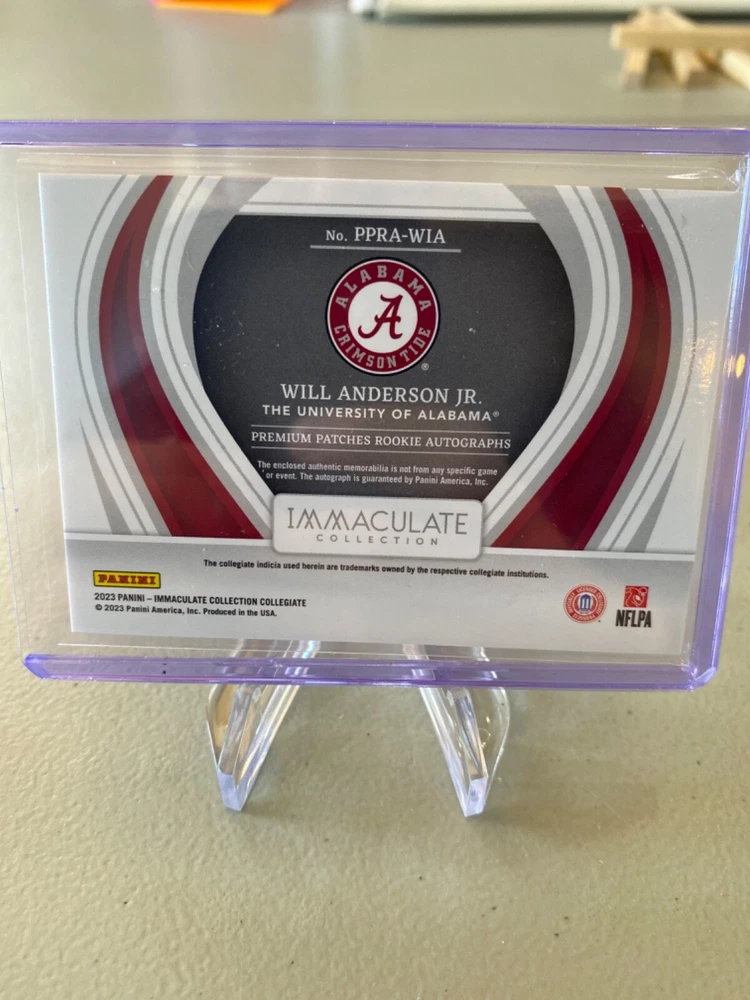 No. PPRA-WIA
ALABAMA
A
CRIMSON TIDE
®
WILL ANDERSON JR.
THE UNIVERSITY OF ALABAMA®
PREMIUM PATCHES ROOKIE AUTOGRAPHS
The enclosed authentic memorabilia is not from any specific game
or event. The autograph is guaranteed by Panini America, Inc.
IMMACULATE
COLLECTION
The collegiate indicia used herein are trademarks owned by the respective collegiate institutions.
PANINI
2023 PANINI – IMMACULATE COLLECTION COLLEGIATE
© 2023 Panini America, Inc. Produced in the USA.
NFLPA